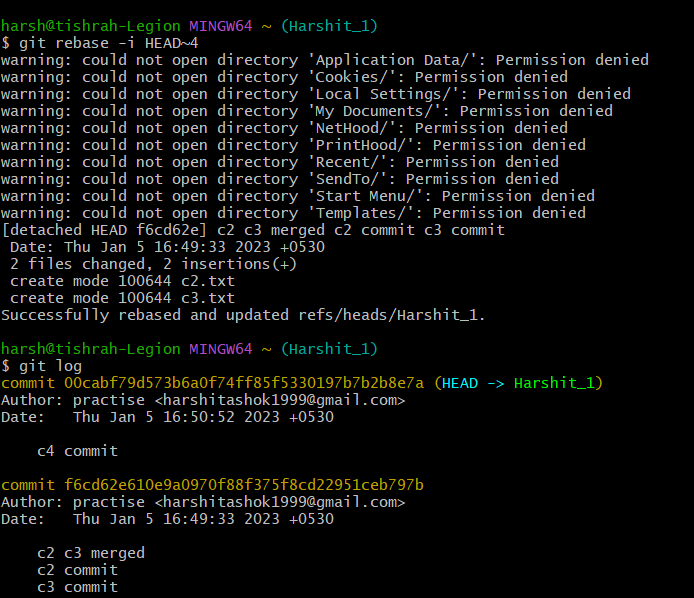 harsh@tishrah-Legion MINGW64 ~ (Harshit_1)
$ git rebase -i HEAD~4
warning: could not open directory 'Application Data/': Permission denied
warning: could not open directory 'Cookies/': Permission denied
warning: could not open directory 'Local Settings/': Permission denied
warning: could not open directory 'My Documents/': Permission denied
warning: could not open directory 'NetHood/': Permission denied
warning: could not open directory 'PrintHood/': Permission denied
warning: could not open directory 'Recent/': Permission denied
warning: could not open directory 'SendTo/': Permission denied
warning: could not open directory 'Start Menu/': Permission denied
warning: could not open directory 'Templates/': Permission denied
[detached HEAD f6cd62e] c2 c3 merged c2 commit c3 commit
 Date: Thu Jan 5 16:49:33 2023 +0530
 2 files changed, 2 insertions(+)
 create mode 100644 c2.txt
 create mode 100644 c3.txt
Successfully rebased and updated refs/heads/Harshit_1.

harsh@tishrah-Legion MINGW64 ~ (Harshit_1)
$ git log
commit 00cabf79d573b6a0f74ff85f5330197b7b2b8e7a (HEAD -> Harshit_1)
Author: practise <harshitashok1999@gmail.com>
Date:   Thu Jan 5 16:50:52 2023 +0530

    c4 commit

commit f6cd62e610e9a0970f88f375f8cd22951ceb797b
Author: practise <harshitashok1999@gmail.com>
Date:   Thu Jan 5 16:49:33 2023 +0530

    c2 c3 merged
    c2 commit
    c3 commit